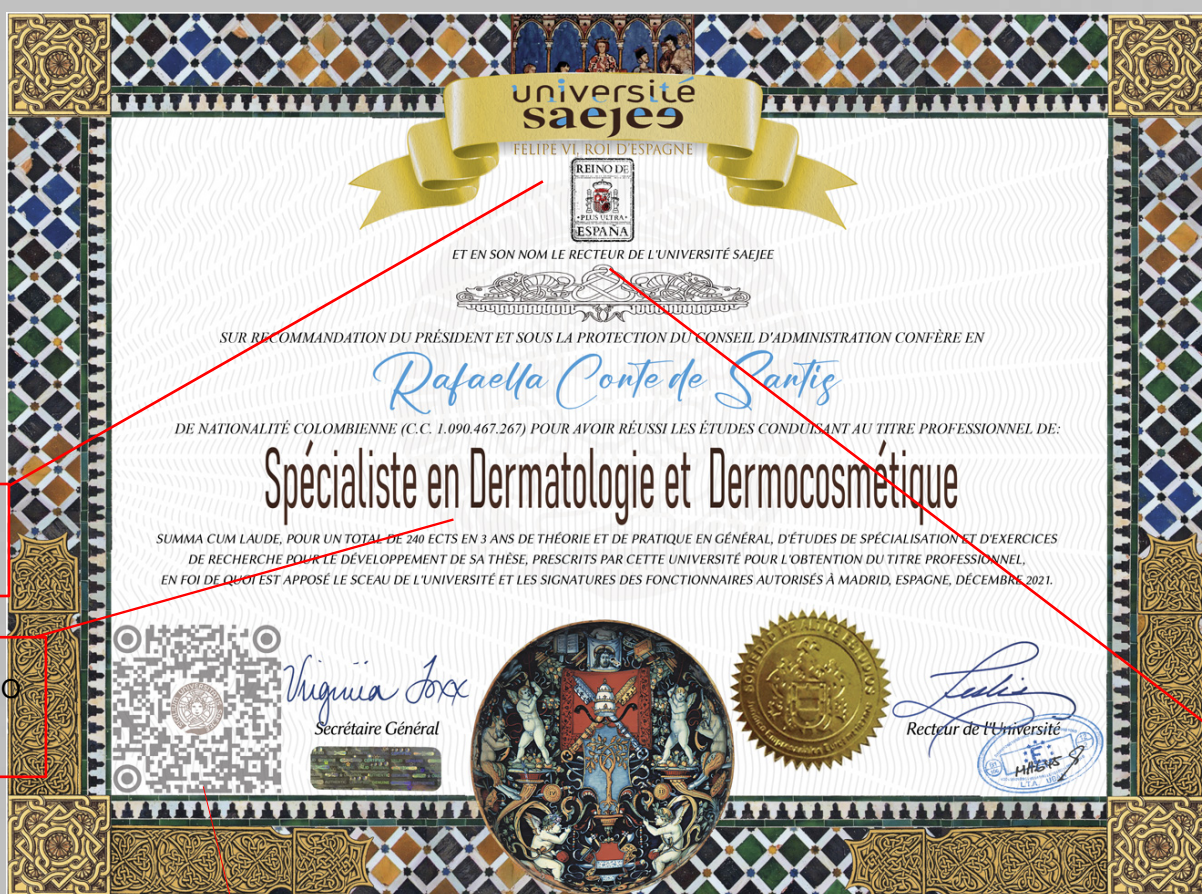 université
saejee
FELIPE VI, ROI D'ESPAGNE
REINO DE
•PLUS ULTRA•
ESPAÑA
ET EN SON NOM LE RECTEUR DE L'UNIVERSITÉ SAEJEE
SUR RECOMMANDATION DU PRÉSIDENT ET SOUS LA PROTECTION DU CONSEIL D'ADMINISTRATION CONFÈRE EN
Rafaella Conte de Santis
DE NATIONALITÉ COLOMBIENNE (C.C. 1.090.467.267) POUR AVOIR RÉUSSI LES ÉTUDES CONDUISANT AU TITRE PROFESSIONNEL DE:
Spécialiste en Dermatologie et Dermocosmétique
SUMMA CUM LAUDE, POUR UN TOTAL DE 240 ECTS EN 3 ANS DE THÉORIE ET DE PRATIQUE EN GÉNÉRAL, D'ÉTUDES DE SPÉCIALISATION ET D'EXERCICES
DE RECHERCHE POUR LE DÉVELOPPEMENT DE SA THÈSE, PRESCRITS PAR CETTE UNIVERSITÉ POUR L'OBTENTION DU TITRE PROFESSIONNEL,
EN FOI DE QUOI EST APPOSÉ LE SCEAU DE L'UNIVERSITÉ ET LES SIGNATURES DES FONCTIONNAIRES AUTORISÉS À MADRID, ESPAGNE, DÉCEMBRE 2021.
O
Virginia Foxx
Secrétaire Général
Recteur de l'Université